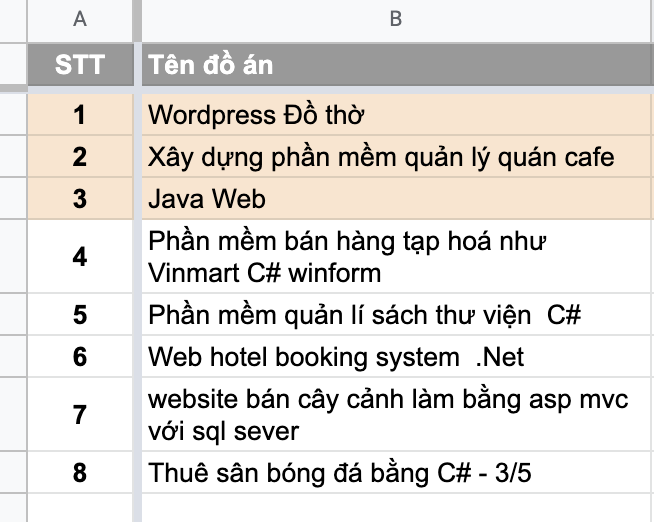 A B
STT Tên đồ án
1 Wordpress Đồ thờ
2 Xây dựng phần mềm quản lý quán cafe
3 Java Web
4 Phần mềm bán hàng tạp hoá như
Vinmart C# winform
5 Phần mềm quản lí sách thư viện  C#
6 Web hotel booking system  .Net
7 website bán cây cảnh làm bằng asp mvc
với sql sever
8 Thuê sân bóng đá bằng C# - 3/5